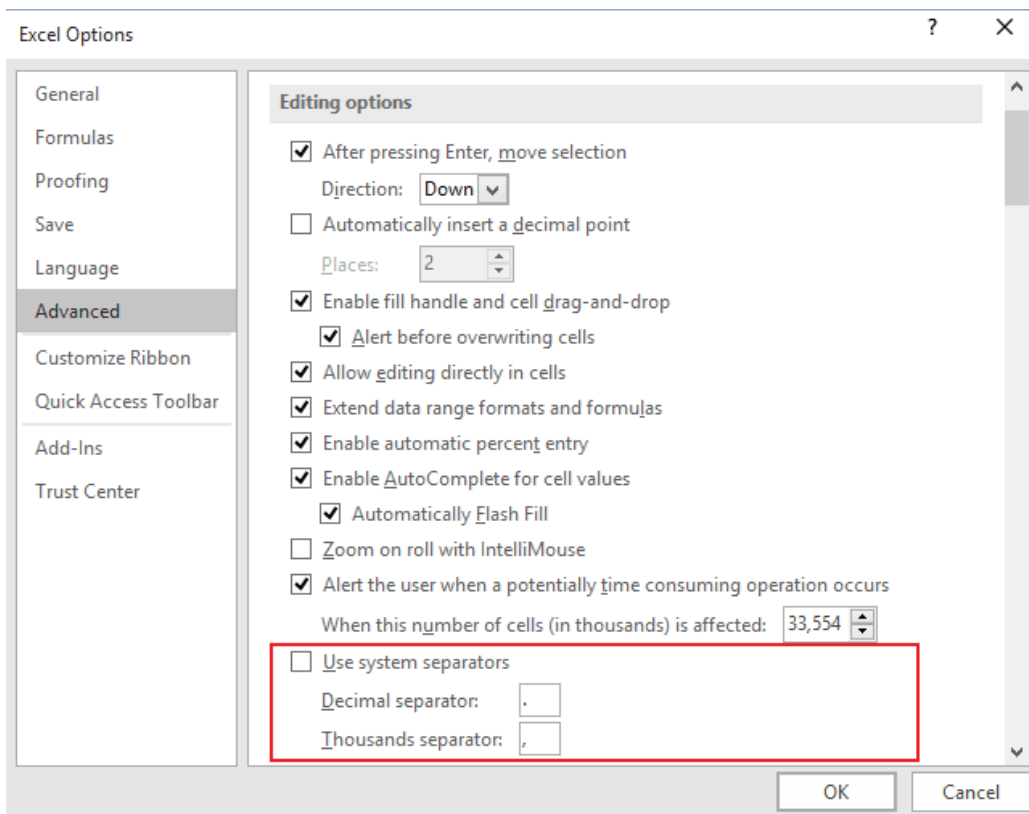 Excel Options
?
General
Formulas
Proofing
Save
Language
Advanced
Customize Ribbon
Quick Access Toolbar
Add-Ins
Trust Center
Editing options
After pressing Enter, move selection
Direction: Down
Automatically insert a decimal point
Places: 2
Enable fill handle and cell drag-and-drop
Alert before overwriting cells
Allow editing directly in cells
Extend data range formats and formulas
Enable automatic percent entry
Enable AutoComplete for cell values
Automatically Flash Fill
Zoom on roll with IntelliMouse
Alert the user when a potentially time consuming operation occurs
When this number of cells (in thousands) is affected: 33,554
Use system separators
Decimal separator: .
Thousands separator: ,
OK Cancel